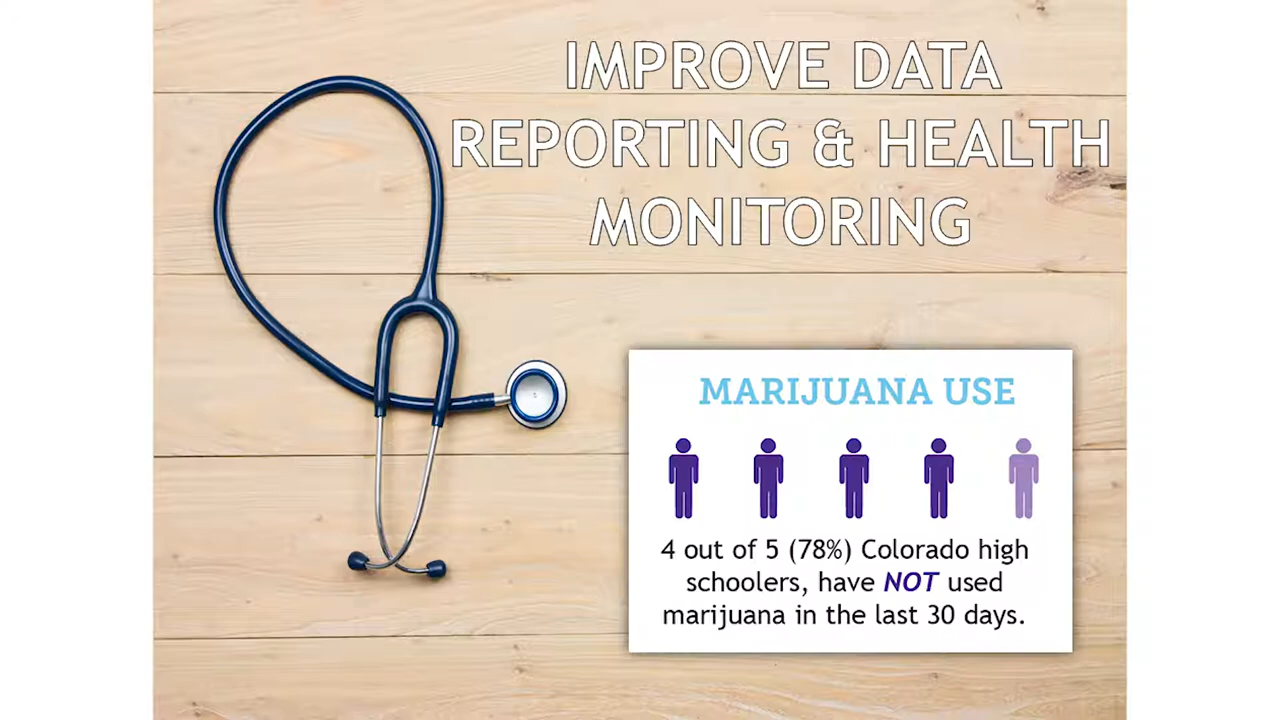 IMPROVE DATA
REPORTING & HEALTH
MONITORING
MARIJUANA USE
4 out of 5 (78%) Colorado high
schoolers, have NOT used
marijuana in the last 30 days.